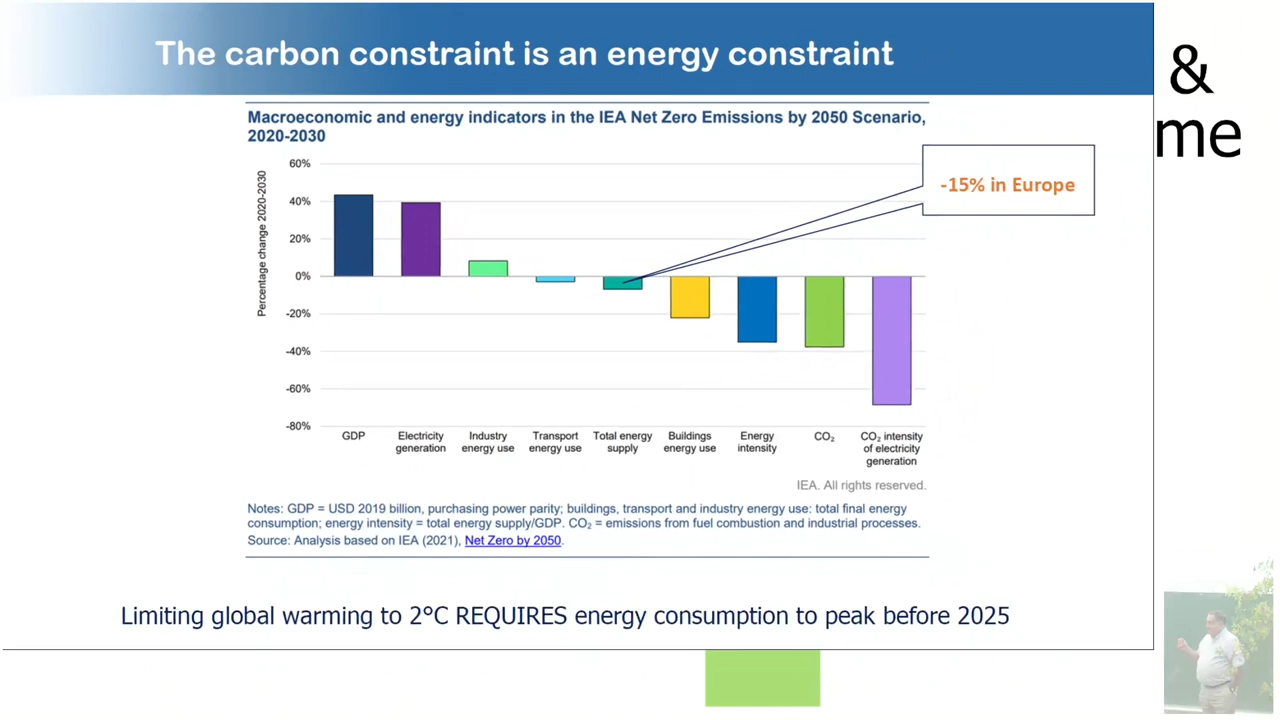 The carbon constraint is an energy constraint
&
me
Macroeconomic and energy indicators in the IEA Net Zero Emissions by 2050 Scenario,
2020-2030
-15% in Europe
Percentage change 2020-2030
60%
40%
20%
0%
-20%
-40%
-60%
-80%
GDP
Electricity
generation
Industry
energy use
Transport
energy use
Total energy
supply
Buildings
energy use
Energy
intensity
CO₂
CO₂ intensity
of electricity
generation
IEA. All rights reserved.
Notes: GDP = USD 2019 billion, purchasing power parity; buildings, transport and industry energy use: total final energy
consumption; energy intensity = total energy supply/GDP. CO₂ = emissions from fuel combustion and industrial processes.
Source: Analysis based on IEA (2021), Net Zero by 2050.
Limiting global warming to 2°C REQUIRES energy consumption to peak before 2025